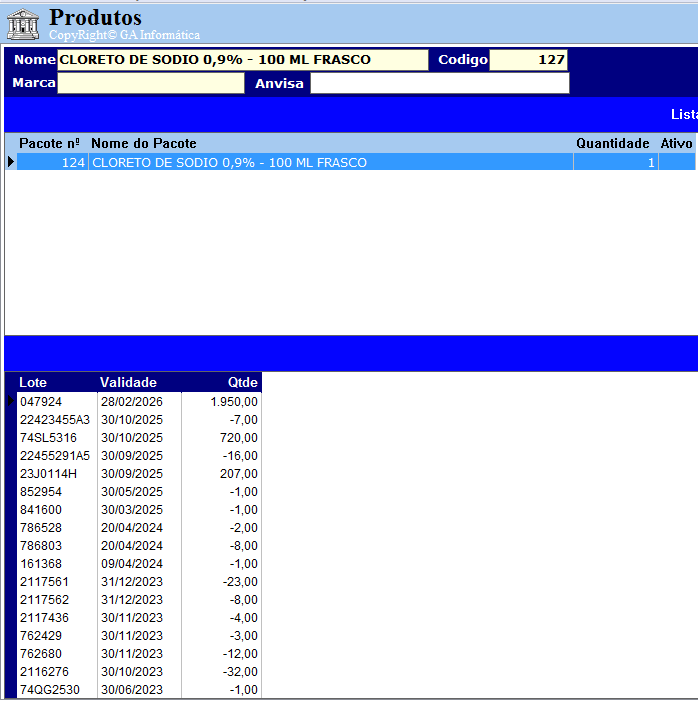 Produtos
CopyRight© GA Informática
Nome CLORETO DE SODIO 0,9% - 100 ML FRASCO Codigo 127
Marca Anvisa
Lista
Pacote nº Nome do Pacote Quantidade Ativo
124 CLORETO DE SODIO 0,9% - 100 ML FRASCO 1
Lote Validade Qtde
047924 28/02/2026 1.950,00
22423455A3 30/10/2025 -7,00
74SL5316 30/10/2025 720,00
22455291A5 30/09/2025 -16,00
23J0114H 30/09/2025 207,00
852954 30/05/2025 -1,00
841600 30/03/2025 -1,00
786528 20/04/2024 -2,00
786803 20/04/2024 -8,00
161368 09/04/2024 -1,00
2117561 31/12/2023 -23,00
2117562 31/12/2023 -8,00
2117436 30/11/2023 -4,00
762429 30/11/2023 -3,00
762680 30/11/2023 -12,00
2116276 30/10/2023 -32,00
74QG2530 30/06/2023 -1,00